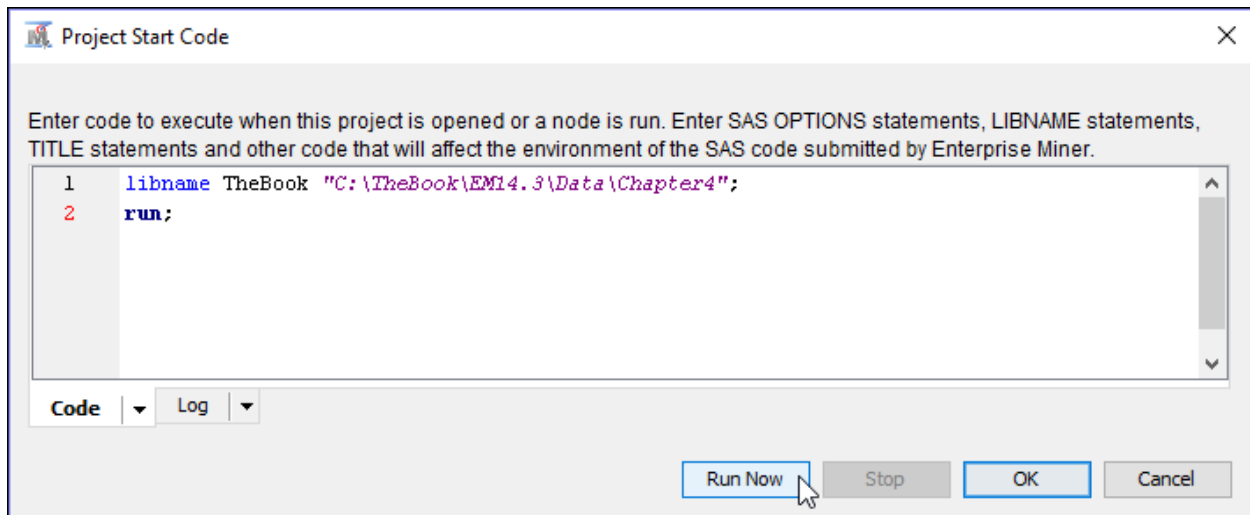 Project Start Code
Enter code to execute when this project is opened or a node is run. Enter SAS OPTIONS statements, LIBNAME statements,
TITLE statements and other code that will affect the environment of the SAS code submitted by Enterprise Miner.
1 libname TheBook "C:\TheBook\EM14.3\Data\Chapter4";
2 run;
Code Log
Run Now Stop OK Cancel